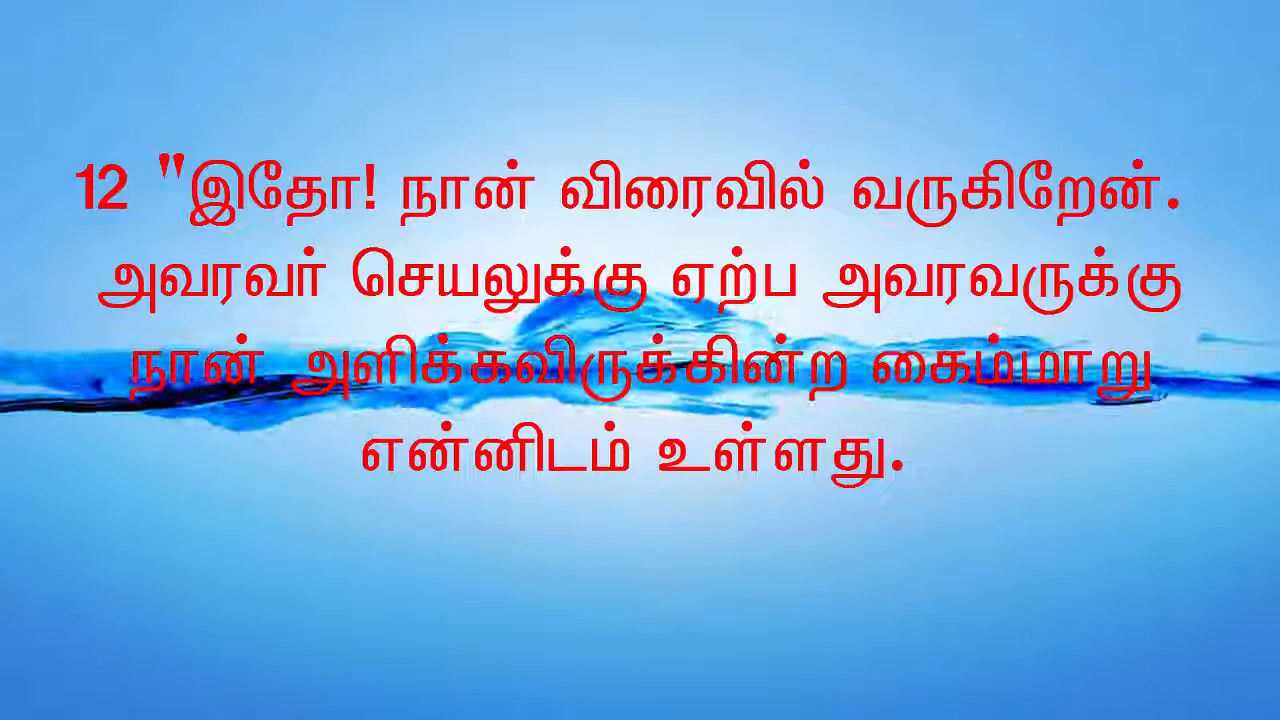 12 "இதோ! நான் விரைவில் வருகிறேன்.
அவரவர் செயலுக்கு ஏற்ப அவரவருக்கு
நான் அளிக்கவிருக்கின்ற கைம்மாறு
என்னிடம் உள்ளது.